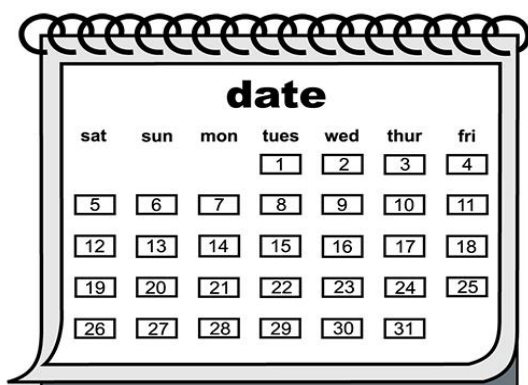 date
sat sun mon tues wed thur fri
1 2 3 4
5 6 7 8 9 10 11
12 13 14 15 16 17 18
19 20 21 22 23 24 25
26 27 28 29 30 31